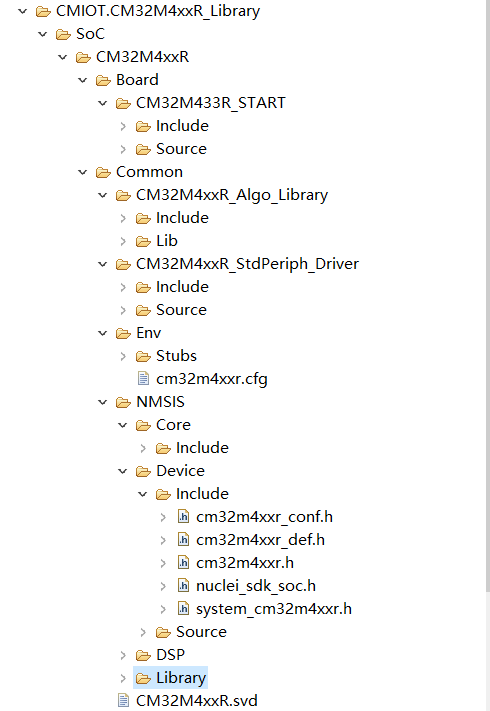 CMIOT.CM32M4xxR_Library
SoC
CM32M4xxR
Board
CM32M433R_START
Include
Source
Common
CM32M4xxR_Algo_Library
Include
Lib
CM32M4xxR_StdPeriph_Driver
Include
Source
Env
Stubs
cm32m4xxr.cfg
NMSIS
Core
Include
Device
Include
cm32m4xxr_conf.h
cm32m4xxr_def.h
cm32m4xxr.h
nuclei_sdk_soc.h
system_cm32m4xxr.h
Source
DSP
Library
CM32M4xxR.svd